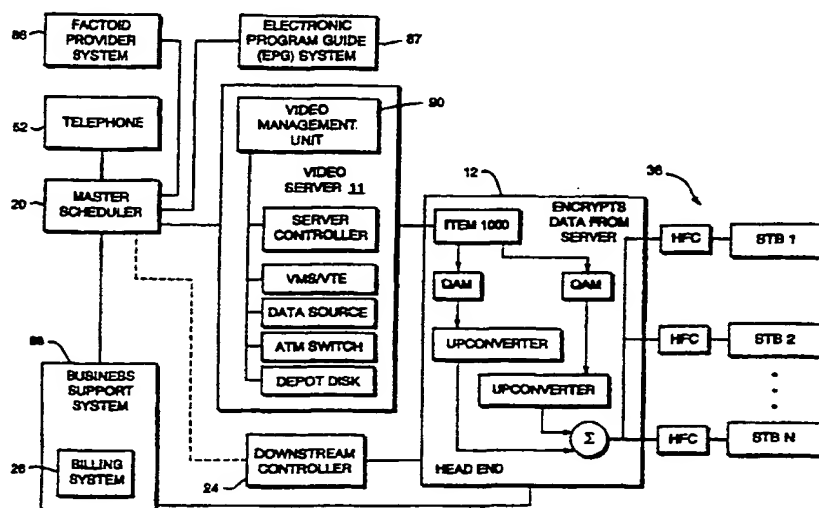 86
FACTOID
PROVIDER
SYSTEM
ELECTRONIC
PROGRAM GUIDE
(EPG) SYSTEM
87
52
TELEPHONE
20
MASTER
SCHEDULER
90
VIDEO
MANAGEMENT
UNIT
VIDEO
SERVER 11
SERVER
CONTROLLER
VMS/VTE
DATA SOURCE
ATM SWITCH
DEPOT DISK
12
ENCRYPTS
DATA FROM
SERVER
ITEM 1000
QAM
QAM
UPCONVERTER
UPCONVERTER
Σ
HEAD END
36
HFC
STB 1
HFC
STB 2
HFC
STB N
BUSINESS
SUPPORT
SYSTEM
26
BILLING
SYSTEM
DOWNSTREAM
CONTROLLER
24